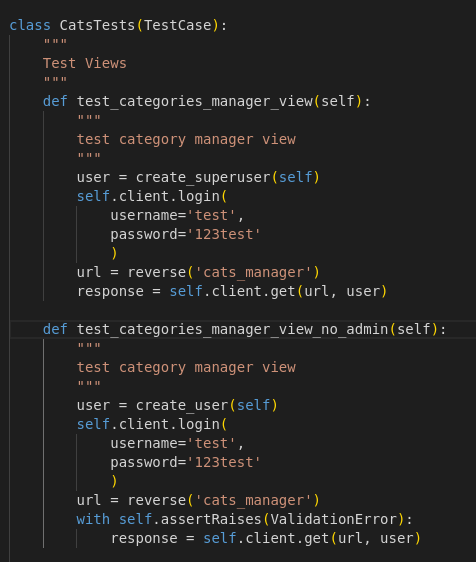 class CatsTests(TestCase):
    """
    Test Views
    """
    def test_categories_manager_view(self):
        """
        test category manager view
        """
        user = create_superuser(self)
        self.client.login(
            username='test',
            password='123test'
            )
        url = reverse('cats_manager')
        response = self.client.get(url, user)

    def test_categories_manager_view_no_admin(self):
        """
        test category manager view
        """
        user = create_user(self)
        self.client.login(
            username='test',
            password='123test'
            )
        url = reverse('cats_manager')
        with self.assertRaises(ValidationError):
            response = self.client.get(url, user)